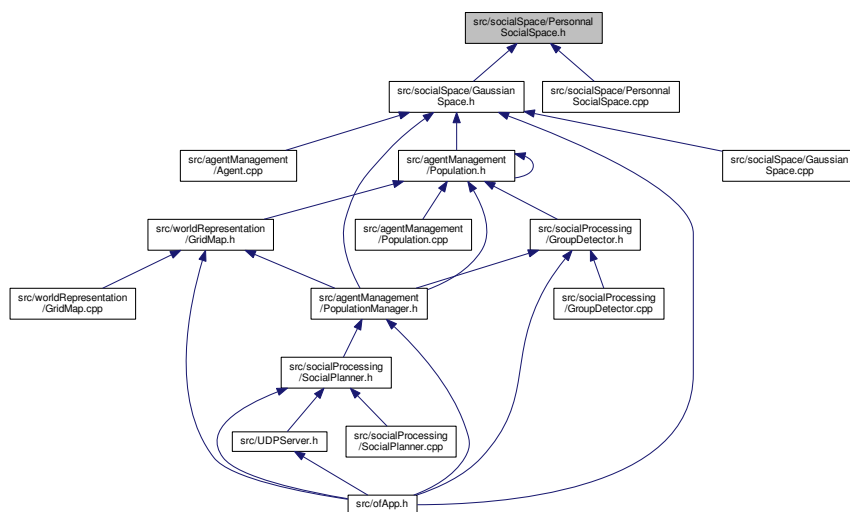 src/socialSpace/Personnal
SocialSpace.h
src/socialSpace/Gaussian
Space.h
src/socialSpace/Personnal
SocialSpace.cpp
src/agentManagement
/Agent.cpp
src/agentManagement
/Population.h
src/socialSpace/Gaussian
Space.cpp
src/worldRepresentation
/GridMap.h
src/agentManagement
/Population.cpp
src/socialProcessing
/GroupDetector.h
src/worldRepresentation
/GridMap.cpp
src/agentManagement
/PopulationManager.h
src/socialProcessing
/GroupDetector.cpp
src/socialProcessing
/SocialPlanner.h
src/UDPServer.h
src/socialProcessing
/SocialPlanner.cpp
src/ofApp.h